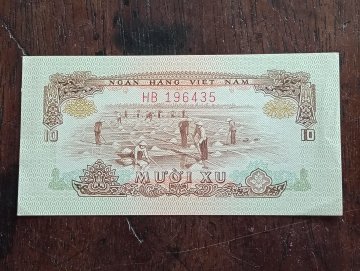 NGÂN HÀNG VIỆT NAM
HB 196435
10 10
MƯỜI XU